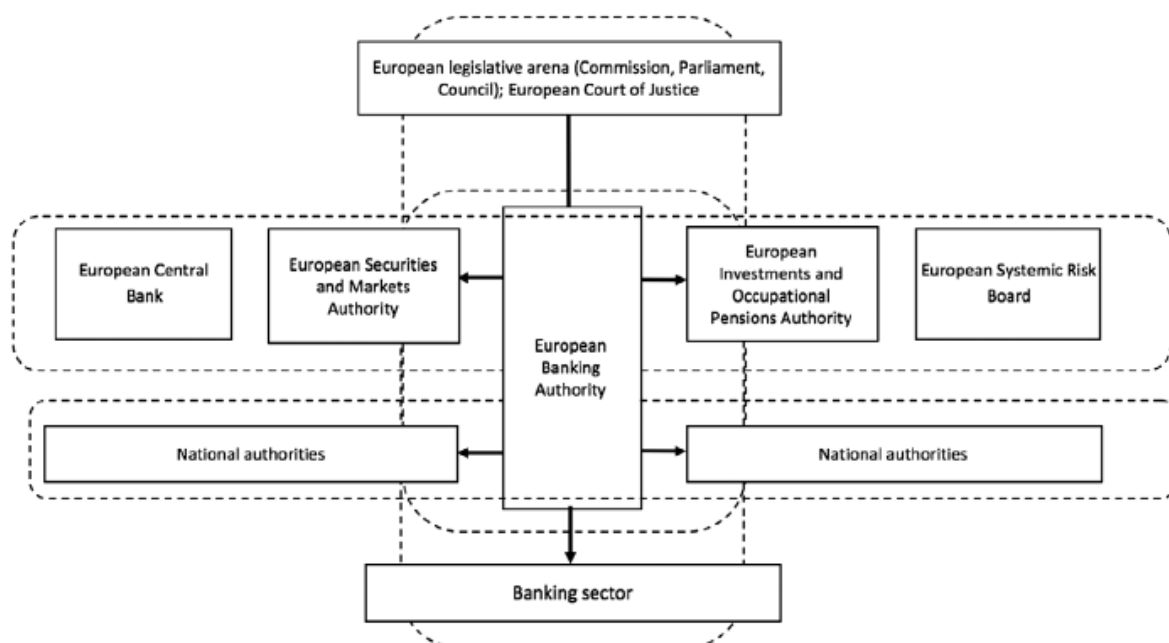 European legislative arena (Commission, Parliament,
Council); European Court of Justice
European Central
Bank
European Securities
and Markets
Authority
European
Banking
Authority
European
Investments and
Occupational
Pensions Authority
European Systemic Risk
Board
National authorities
National authorities
Banking sector